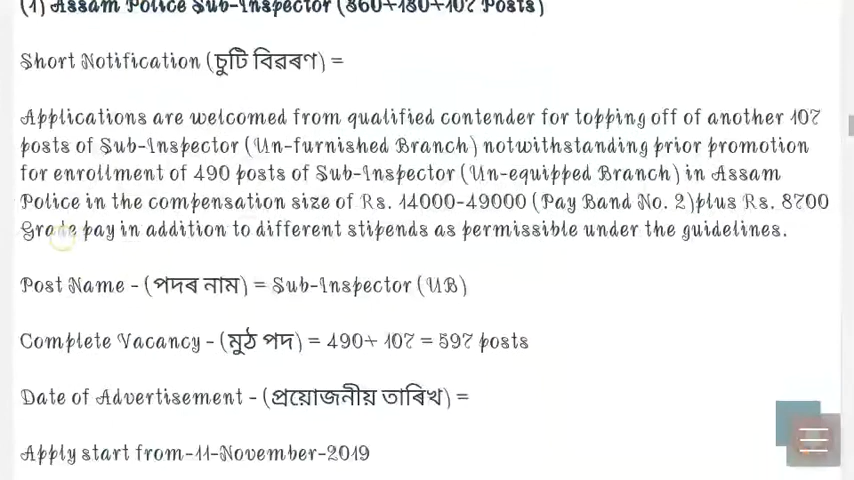 (1) Assam Police Sub-Inspector (360+180+107 Posts)
Short Notification (চুটি বিৱৰণ) =
Applications are welcomed from qualified contender for topping off of another 107
posts of Sub-Inspector (Un-furnished Branch) notwithstanding prior promotion
for enrollment of 490 posts of Sub-Inspector (Un-equipped Branch) in Assam
Police in the compensation size of Rs. 14000-49000 (Pay Band No. 2)plus Rs. 8700
Grade pay in addition to different stipends as permissible under the guidelines.
Post Name - (পদৰ নাম) = Sub-Inspector (UB)
Complete Vacancy - (মুঠ পদ) = 490+ 107 = 597 posts
Date of Advertisement - (প্রয়োজনীয় তাৰিখ) =
Apply start from-11-November-2019